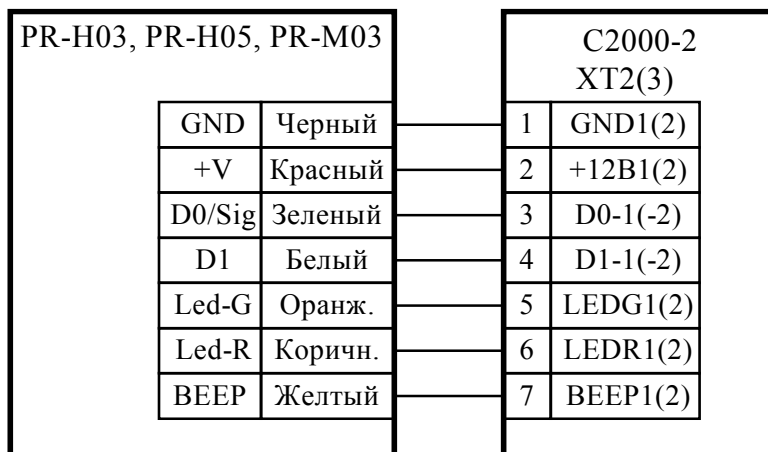 PR-H03, PR-H05, PR-M03
С2000-2
XT2(3)
GND Черный 1 GND1(2)
+V Красный 2 +12В1(2)
D0/Sig Зеленый 3 D0-1(-2)
D1 Белый 4 D1-1(-2)
Led-G Оранж. 5 LEDG1(2)
Led-R Коричн. 6 LEDR1(2)
BEEP Желтый 7 BEEP1(2)